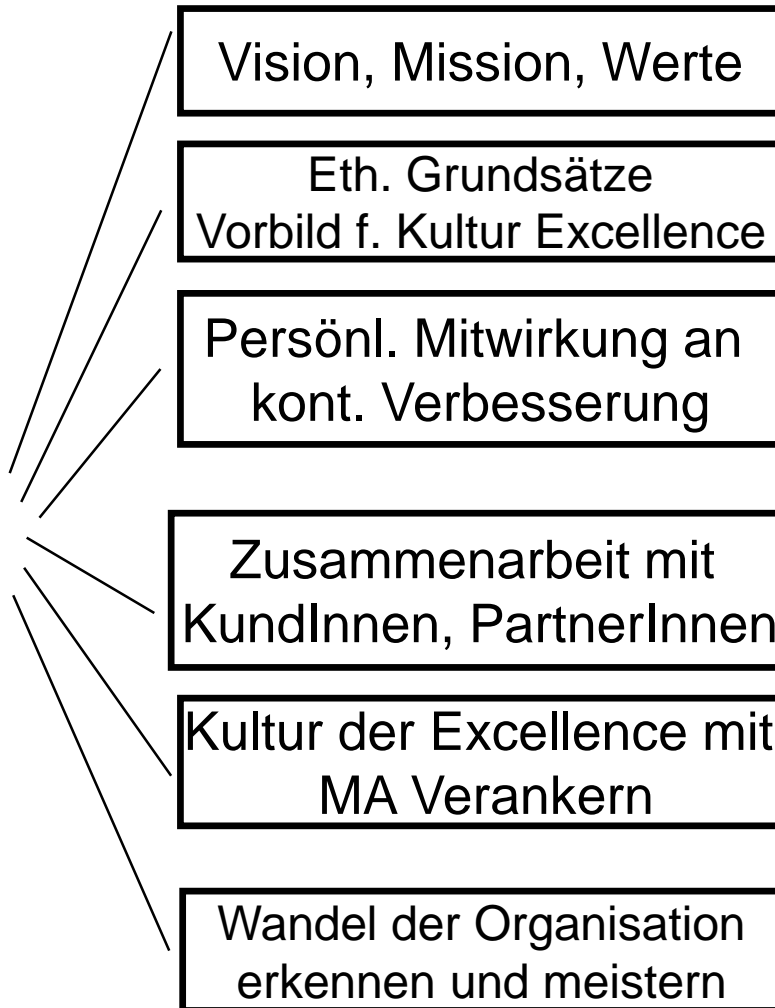 Vision, Mission, Werte
Eth. Grundsätze
Vorbild f. Kultur Excellence
Persönl. Mitwirkung an
kont. Verbesserung
Zusammenarbeit mit
KundInnen, PartnerInnen
Kultur der Excellence mit
MA Verankern
Wandel der Organisation
erkennen und meistern